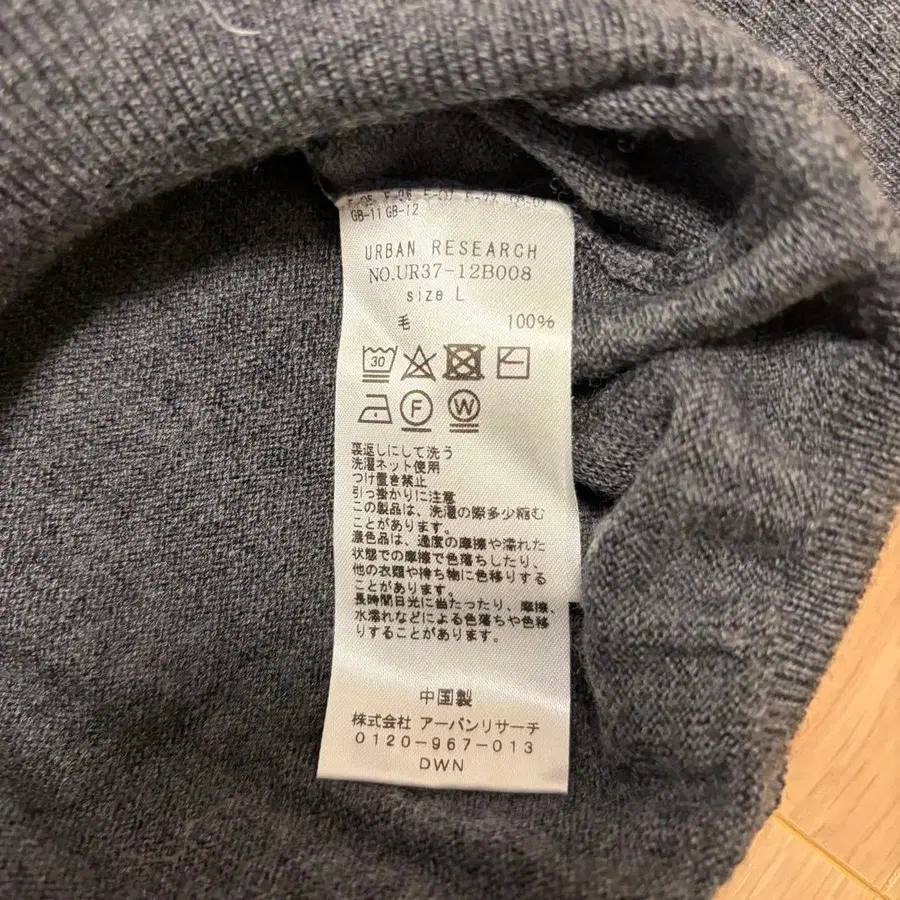 GB-11 GB-12
URBAN RESEARCH
NO.UR37-12B008
size L
毛 100%
30
F W
裏返しにして洗う
洗濯ネット使用
つけ置き禁止
引っ掛かりに注意
この製品は、洗濯の際多少縮む
ことがあります。
濃色品は、過度の摩擦や濡れた
状態での摩擦で色落ちしたり、
他の衣類や持ち物に色移りする
ことがあります。
長時間日光に当たったり、摩擦、
水濡れなどによる色落ちや色移
りすることがあります。
中国製
株式会社 アーバンリサーチ
0120-967-013
DWN